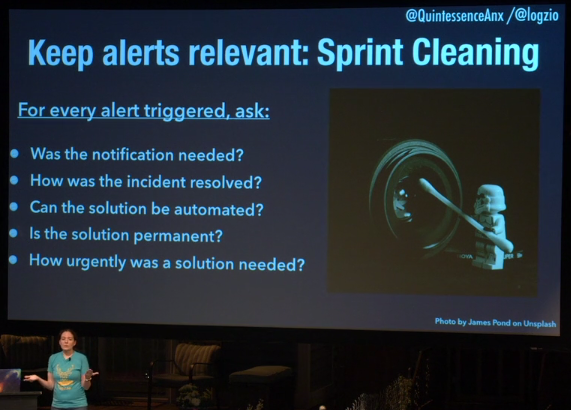 @QuintessenceAnx /@logzio
Keep alerts relevant: Sprint Cleaning
For every alert triggered, ask:
Was the notification needed?
How was the incident resolved?
Can the solution be automated?
Is the solution permanent?
How urgently was a solution needed?
Photo by James Pond on Unsplash